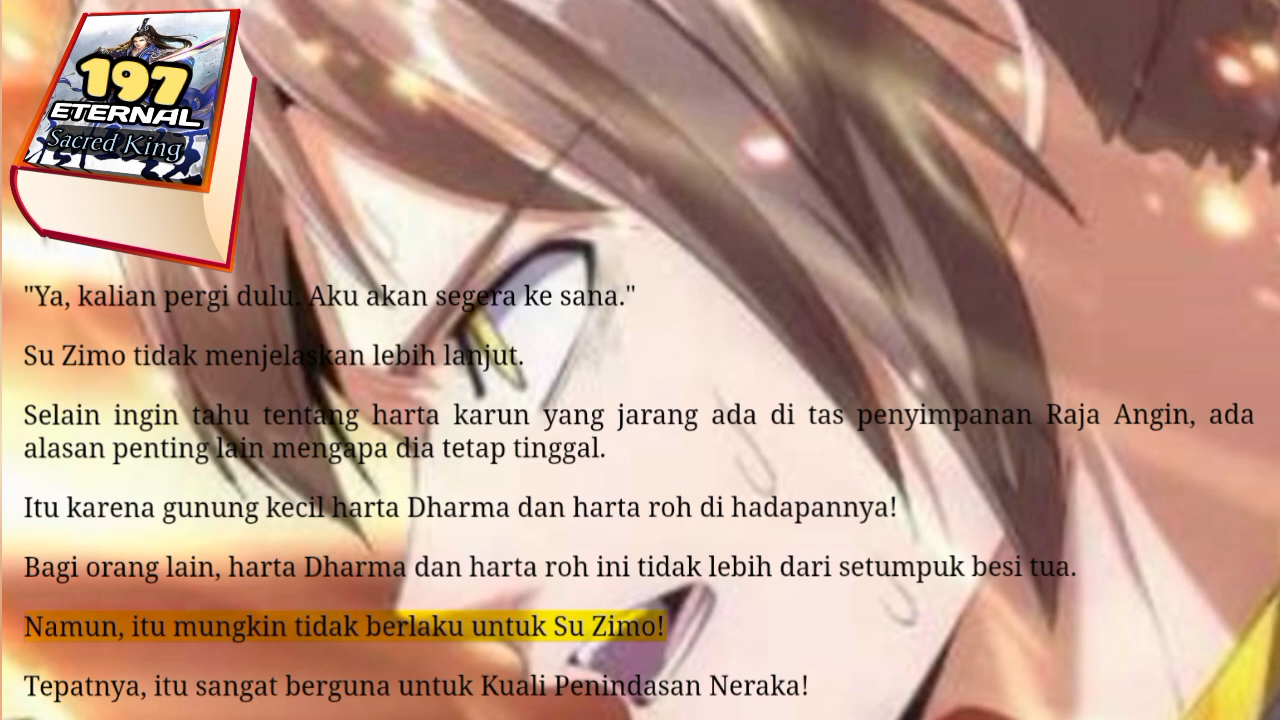 197
ETERNAL
Sacred King
"Ya, kalian pergi dulu. Aku akan segera ke sana."
Su Zimo tidak menjelaskan lebih lanjut.
Selain ingin tahu tentang harta karun yang jarang ada di tas penyimpanan Raja Angin, ada
alasan penting lain mengapa dia tetap tinggal.
Itu karena gunung kecil harta Dharma dan harta roh di hadapannya!
Bagi orang lain, harta Dharma dan harta roh ini tidak lebih dari setumpuk besi tua.
Namun, itu mungkin tidak berlaku untuk Su Zimo!
Tepatnya, itu sangat berguna untuk Kuali Penindasan Neraka!